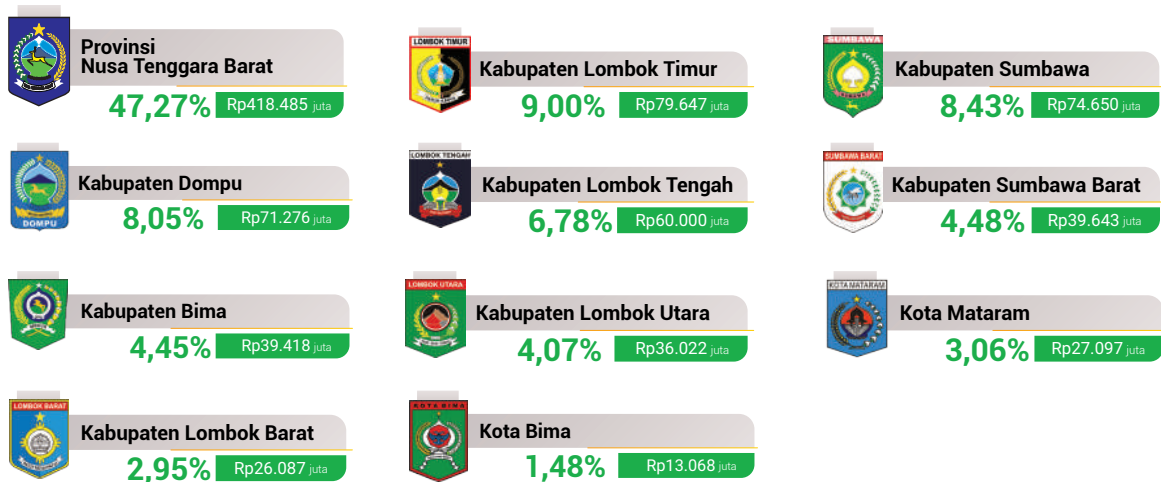 Provinsi
Nusa Tenggara Barat
47,27% Rp418.485 juta
LOMBOK TIMUR
Kabupaten Lombok Timur
9,00% Rp79.647 juta
SUMBAWA
Kabupaten Sumbawa
8,43% Rp74.650 juta
DOMPU
Kabupaten Dompu
8,05% Rp71.276 juta
LOMBOK TENGAH
Kabupaten Lombok Tengah
6,78% Rp60.000 juta
SUMBAWA BARAT
Kabupaten Sumbawa Barat
4,48% Rp39.643 juta
Kabupaten Bima
4,45% Rp39.418 juta
LOMBOK UTARA
Kabupaten Lombok Utara
4,07% Rp36.022 juta
KOTA MATARAM
Kota Mataram
3,06% Rp27.097 juta
LOMBOK BARAT
Kabupaten Lombok Barat
2,95% Rp26.087 juta
KOTA BIMA
Kota Bima
1,48% Rp13.068 juta